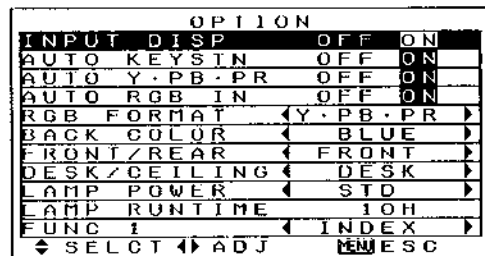 OPTION
INPUT DISP OFF ON
AUTO KEYSTN OFF ON
AUTO Y・PB・PR OFF ON
AUTO RGB IN OFF ON
RGB FORMAT ◀Y・PB・PR▶
BACK COLOR ◀ BLUE ▶
FRONT/REAR ◀ FRONT ▶
DESK/CEILING ◀ DESK ▶
LAMP POWER ◀ STD ▶
LAMP RUNTIME 10H
FUNC 1 ◀ INDEX ▶
SELCT ADJ MENU ESC